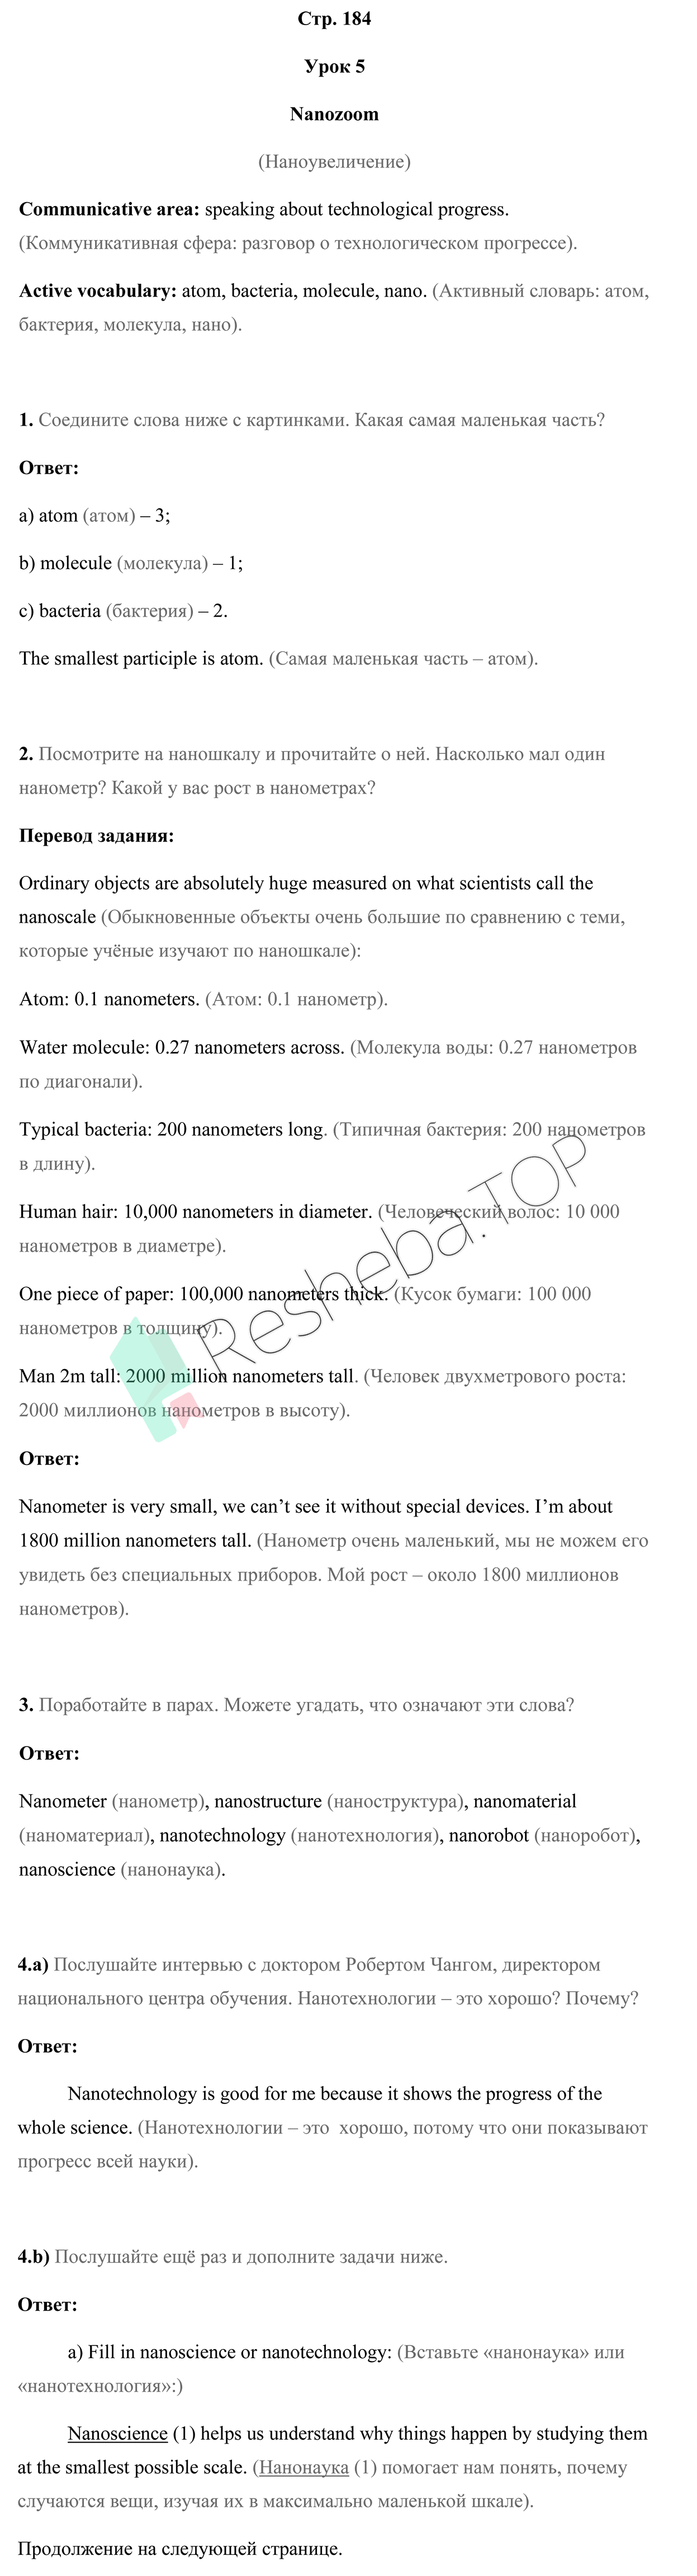 Стр. 184
Урок 5
Nanozoom
(Наноувеличение)
Communicative area: speaking about technological progress.
(Коммуникативная сфера: разговор о технологическом прогрессе).
Active vocabulary: atom, bacteria, molecule, nano. (Активный словарь: атом,
бактерия, молекула, нано).
1. Соедините слова ниже с картинками. Какая самая маленькая часть?
Ответ:
a) atom (атом) – 3;
b) molecule (молекула) – 1;
c) bacteria (бактерия) – 2.
The smallest participle is atom. (Самая маленькая часть – атом).
2. Посмотрите на наношкалу и прочитайте о ней. Насколько мал один
нанометр? Какой у вас рост в нанометрах?
Перевод задания:
Ordinary objects are absolutely huge measured on what scientists call the
nanoscale (Обыкновенные объекты очень большие по сравнению с теми,
которые учёные изучают по наношкале):
Atom: 0.1 nanometers. (Атом: 0.1 нанометр).
Water molecule: 0.27 nanometers across. (Молекула воды: 0.27 нанометров
по диагонали).
Typical bacteria: 200 nanometers long. (Типичная бактерия: 200 нанометров
в длину).
Human hair: 10,000 nanometers in diameter. (Человеческий волос: 10 000
нанометров в диаметре).
One piece of paper: 100,000 nanometers thick. (Кусок бумаги: 100 000
нанометров в толщину).
Man 2m tall: 2000 million nanometers tall. (Человек двухметрового роста:
2000 миллионов нанометров в высоту).
Resheba.TOP
Ответ:
Nanometer is very small, we can’t see it without special devices. I’m about
1800 million nanometers tall. (Нанометр очень маленький, мы не можем его
увидеть без специальных приборов. Мой рост – около 1800 миллионов
нанометров).
3. Поработайте в парах. Можете угадать, что означают эти слова?
Ответ:
Nanometer (нанометр), nanostructure (наноструктура), nanomaterial
(наноматериал), nanotechnology (нанотехнология), nanorobot (наноробот),
nanoscience (нанонаука).
4.a) Послушайте интервью с доктором Робертом Чангом, директором
национального центра обучения. Нанотехнологии – это хорошо? Почему?
Ответ:
Nanotechnology is good for me because it shows the progress of the
whole science. (Нанотехнологии – это хорошо, потому что они показывают
прогресс всей науки).
4.b) Послушайте ещё раз и дополните задачи ниже.
Ответ:
a) Fill in nanoscience or nanotechnology: (Вставьте «нанонаука» или
«нанотехнология»:)
Nanoscience (1) helps us understand why things happen by studying them
at the smallest possible scale. (Нанонаука (1) помогает нам понять, почему
случаются вещи, изучая их в максимально маленькой шкале).
Продолжение на следующей странице.